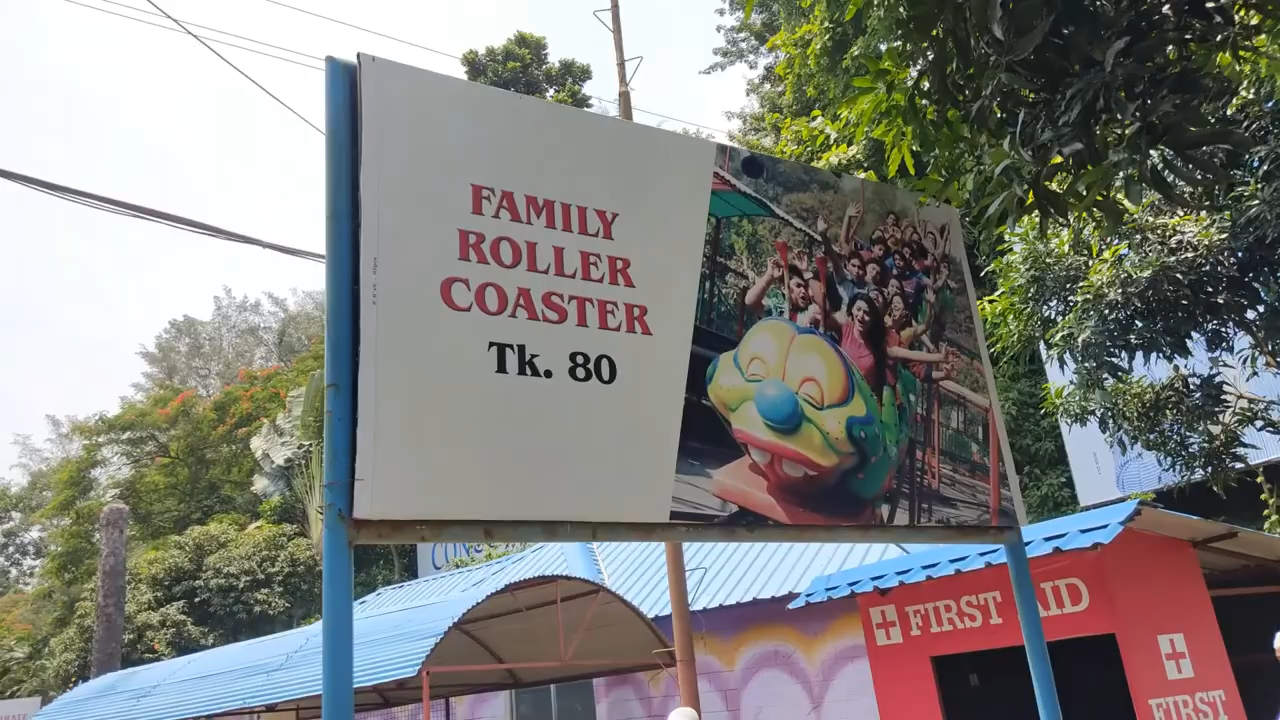 FAMILY
ROLLER
COASTER
Tk. 80
FIRST AID
FIRST